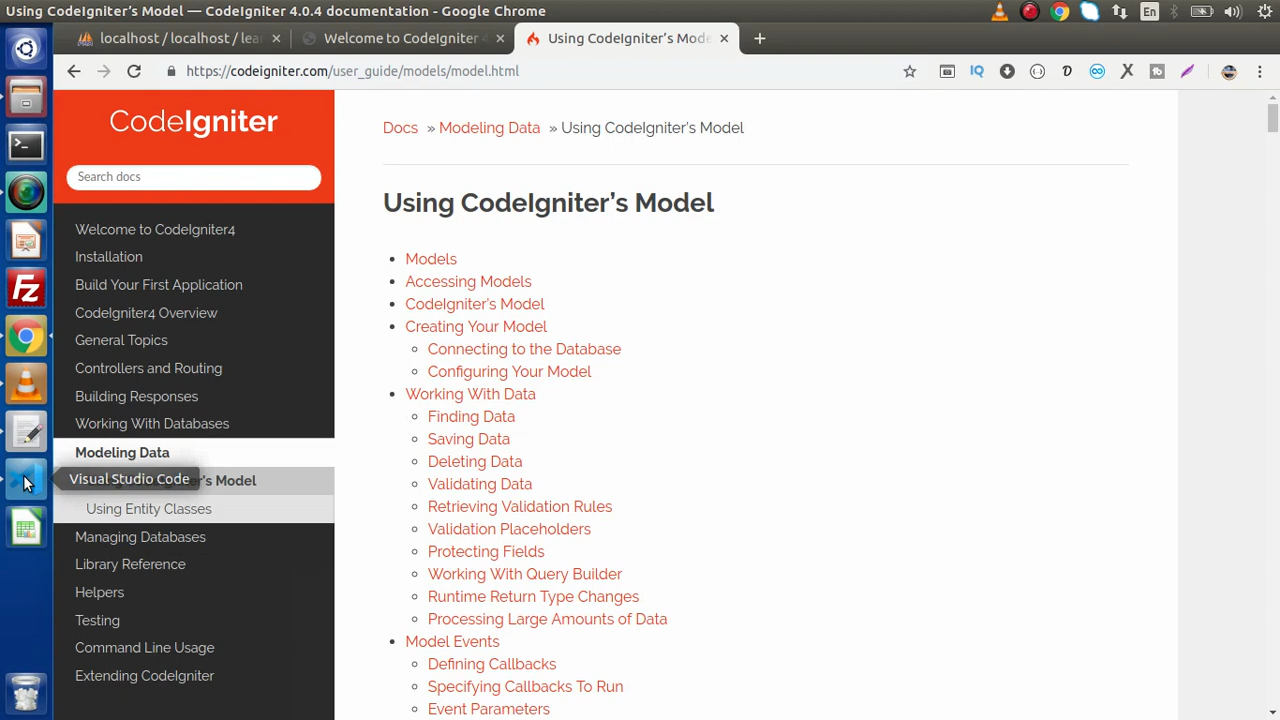 Using CodeIgniter's Model — CodeIgniter 4.0.4 documentation - Google Chrome
En
localhost / localhost / lea
Welcome to CodeIgniter 4
Using CodeIgniter's Mode
https://codeigniter.com/user_guide/models/model.html
IQ
CodeIgniter
Search docs
Welcome to CodeIgniter4
Installation
Build Your First Application
CodeIgniter4 Overview
General Topics
Controllers and Routing
Building Responses
Working With Databases
Modeling Data
r's Model
Visual Studio Code
Using Entity Classes
Managing Databases
Library Reference
Helpers
Testing
Command Line Usage
Extending CodeIgniter
Docs » Modeling Data » Using CodeIgniter's Model
Using CodeIgniter's Model
Models
Accessing Models
CodeIgniter's Model
Creating Your Model
Connecting to the Database
Configuring Your Model
Working With Data
Finding Data
Saving Data
Deleting Data
Validating Data
Retrieving Validation Rules
Validation Placeholders
Protecting Fields
Working With Query Builder
Runtime Return Type Changes
Processing Large Amounts of Data
Model Events
Defining Callbacks
Specifying Callbacks To Run
Event Parameters